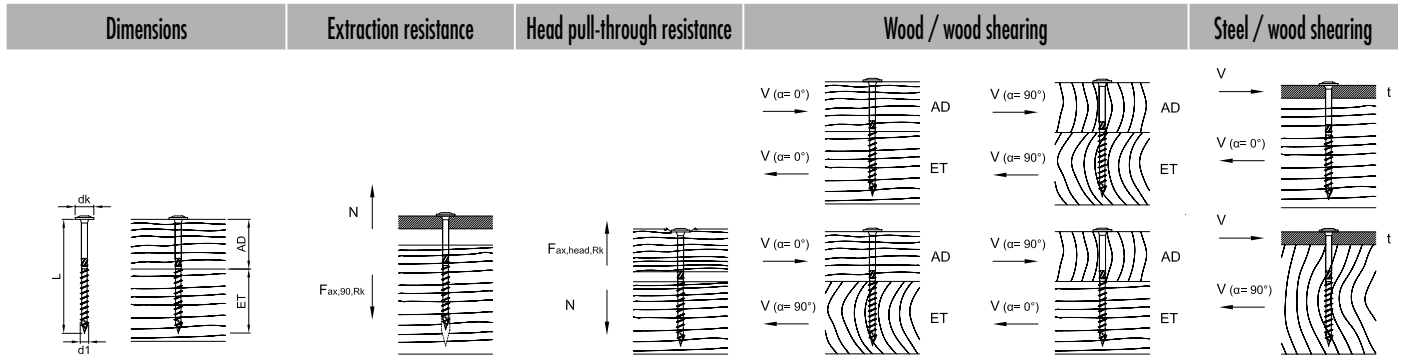 Dimensions
Extraction resistance
Head pull-through resistance
Wood / wood shearing
Steel / wood shearing
V (α= 0°)
AD
V (α= 0°)
ET
V (α= 90°)
AD
V (α= 90°)
ET
V
t
V (α= 0°)
dk
L
d1
AD
ET
N
Fax,90,Rk
Fax,head,Rk
N
V (α= 0°)
AD
V (α= 90°)
ET
V (α= 90°)
AD
V (α= 0°)
ET
V
t
V (α= 90°)